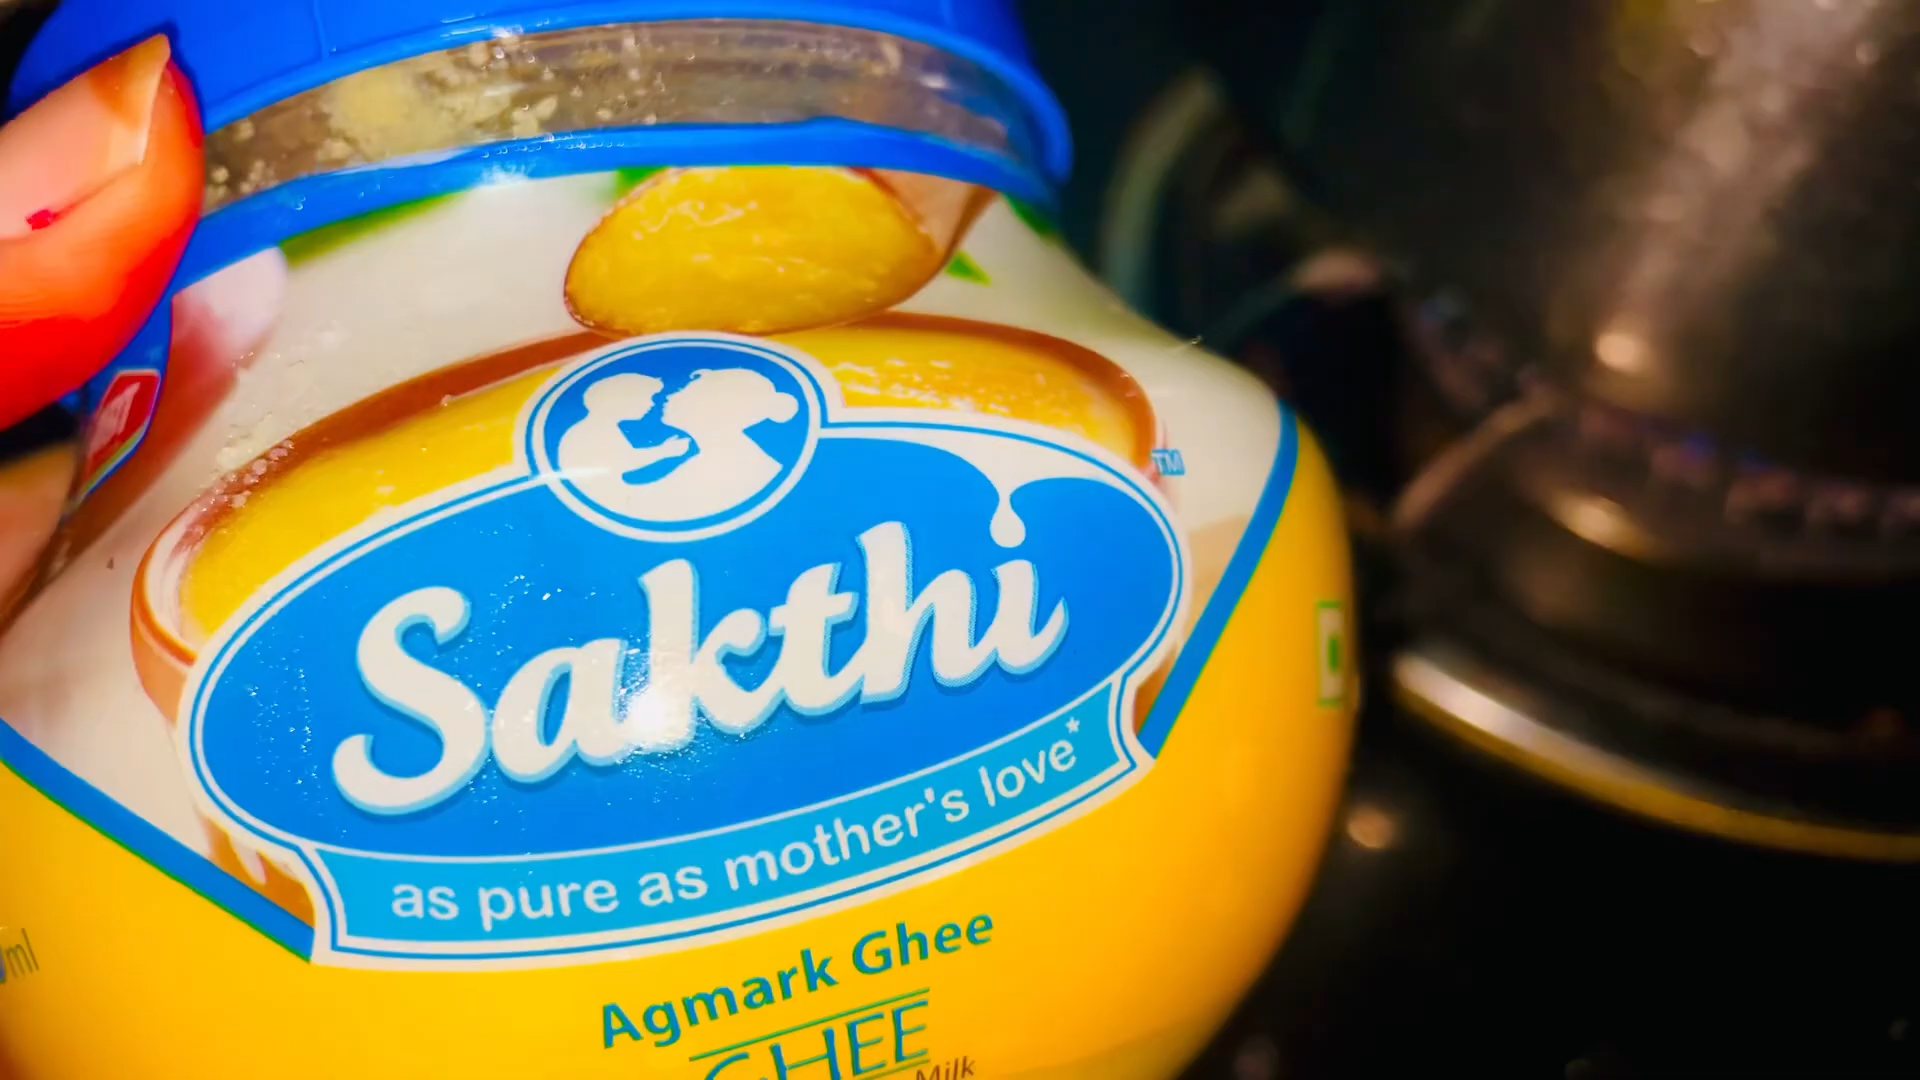 TM
Sakthi
as pure as mother's love*
Agmark Ghee
GHEE
Milk
ml